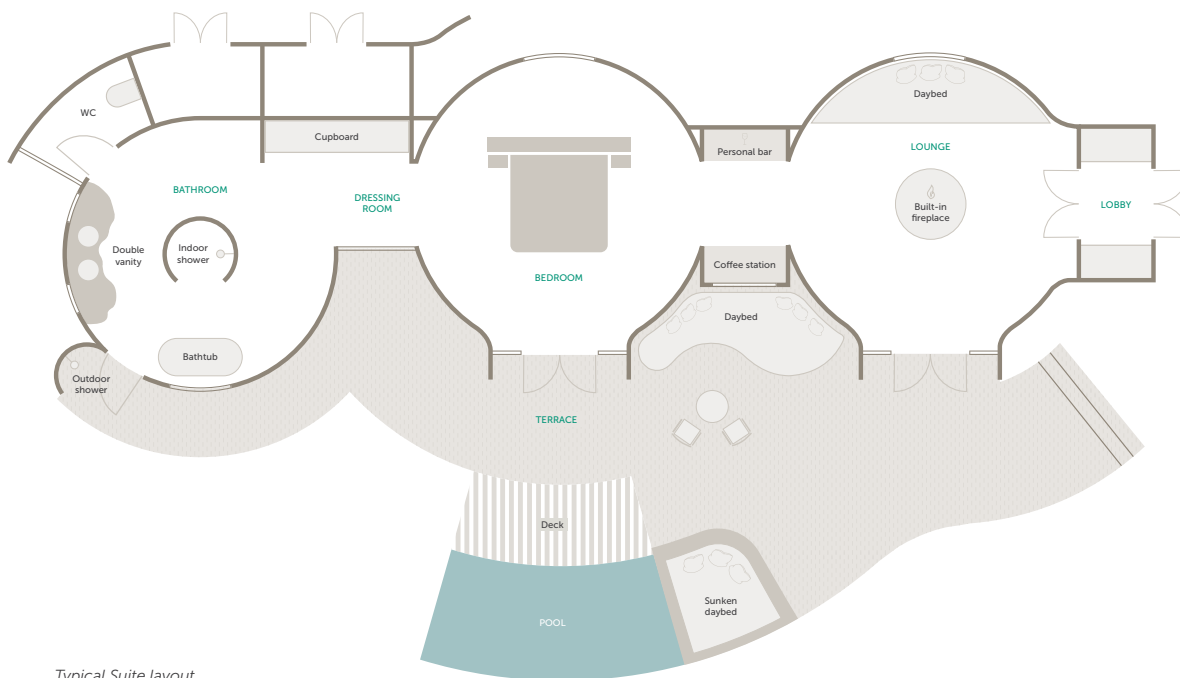 WC
Cupboard
BATHROOM
DRESSING
ROOM
Double
vanity
Indoor
shower
Bathtub
Outdoor
shower
BEDROOM
Personal bar
Coffee station
Daybed
Daybed
LOUNGE
Built-in
fireplace
LOBBY
TERRACE
Deck
POOL
Sunken
daybed
Typical Suite layout